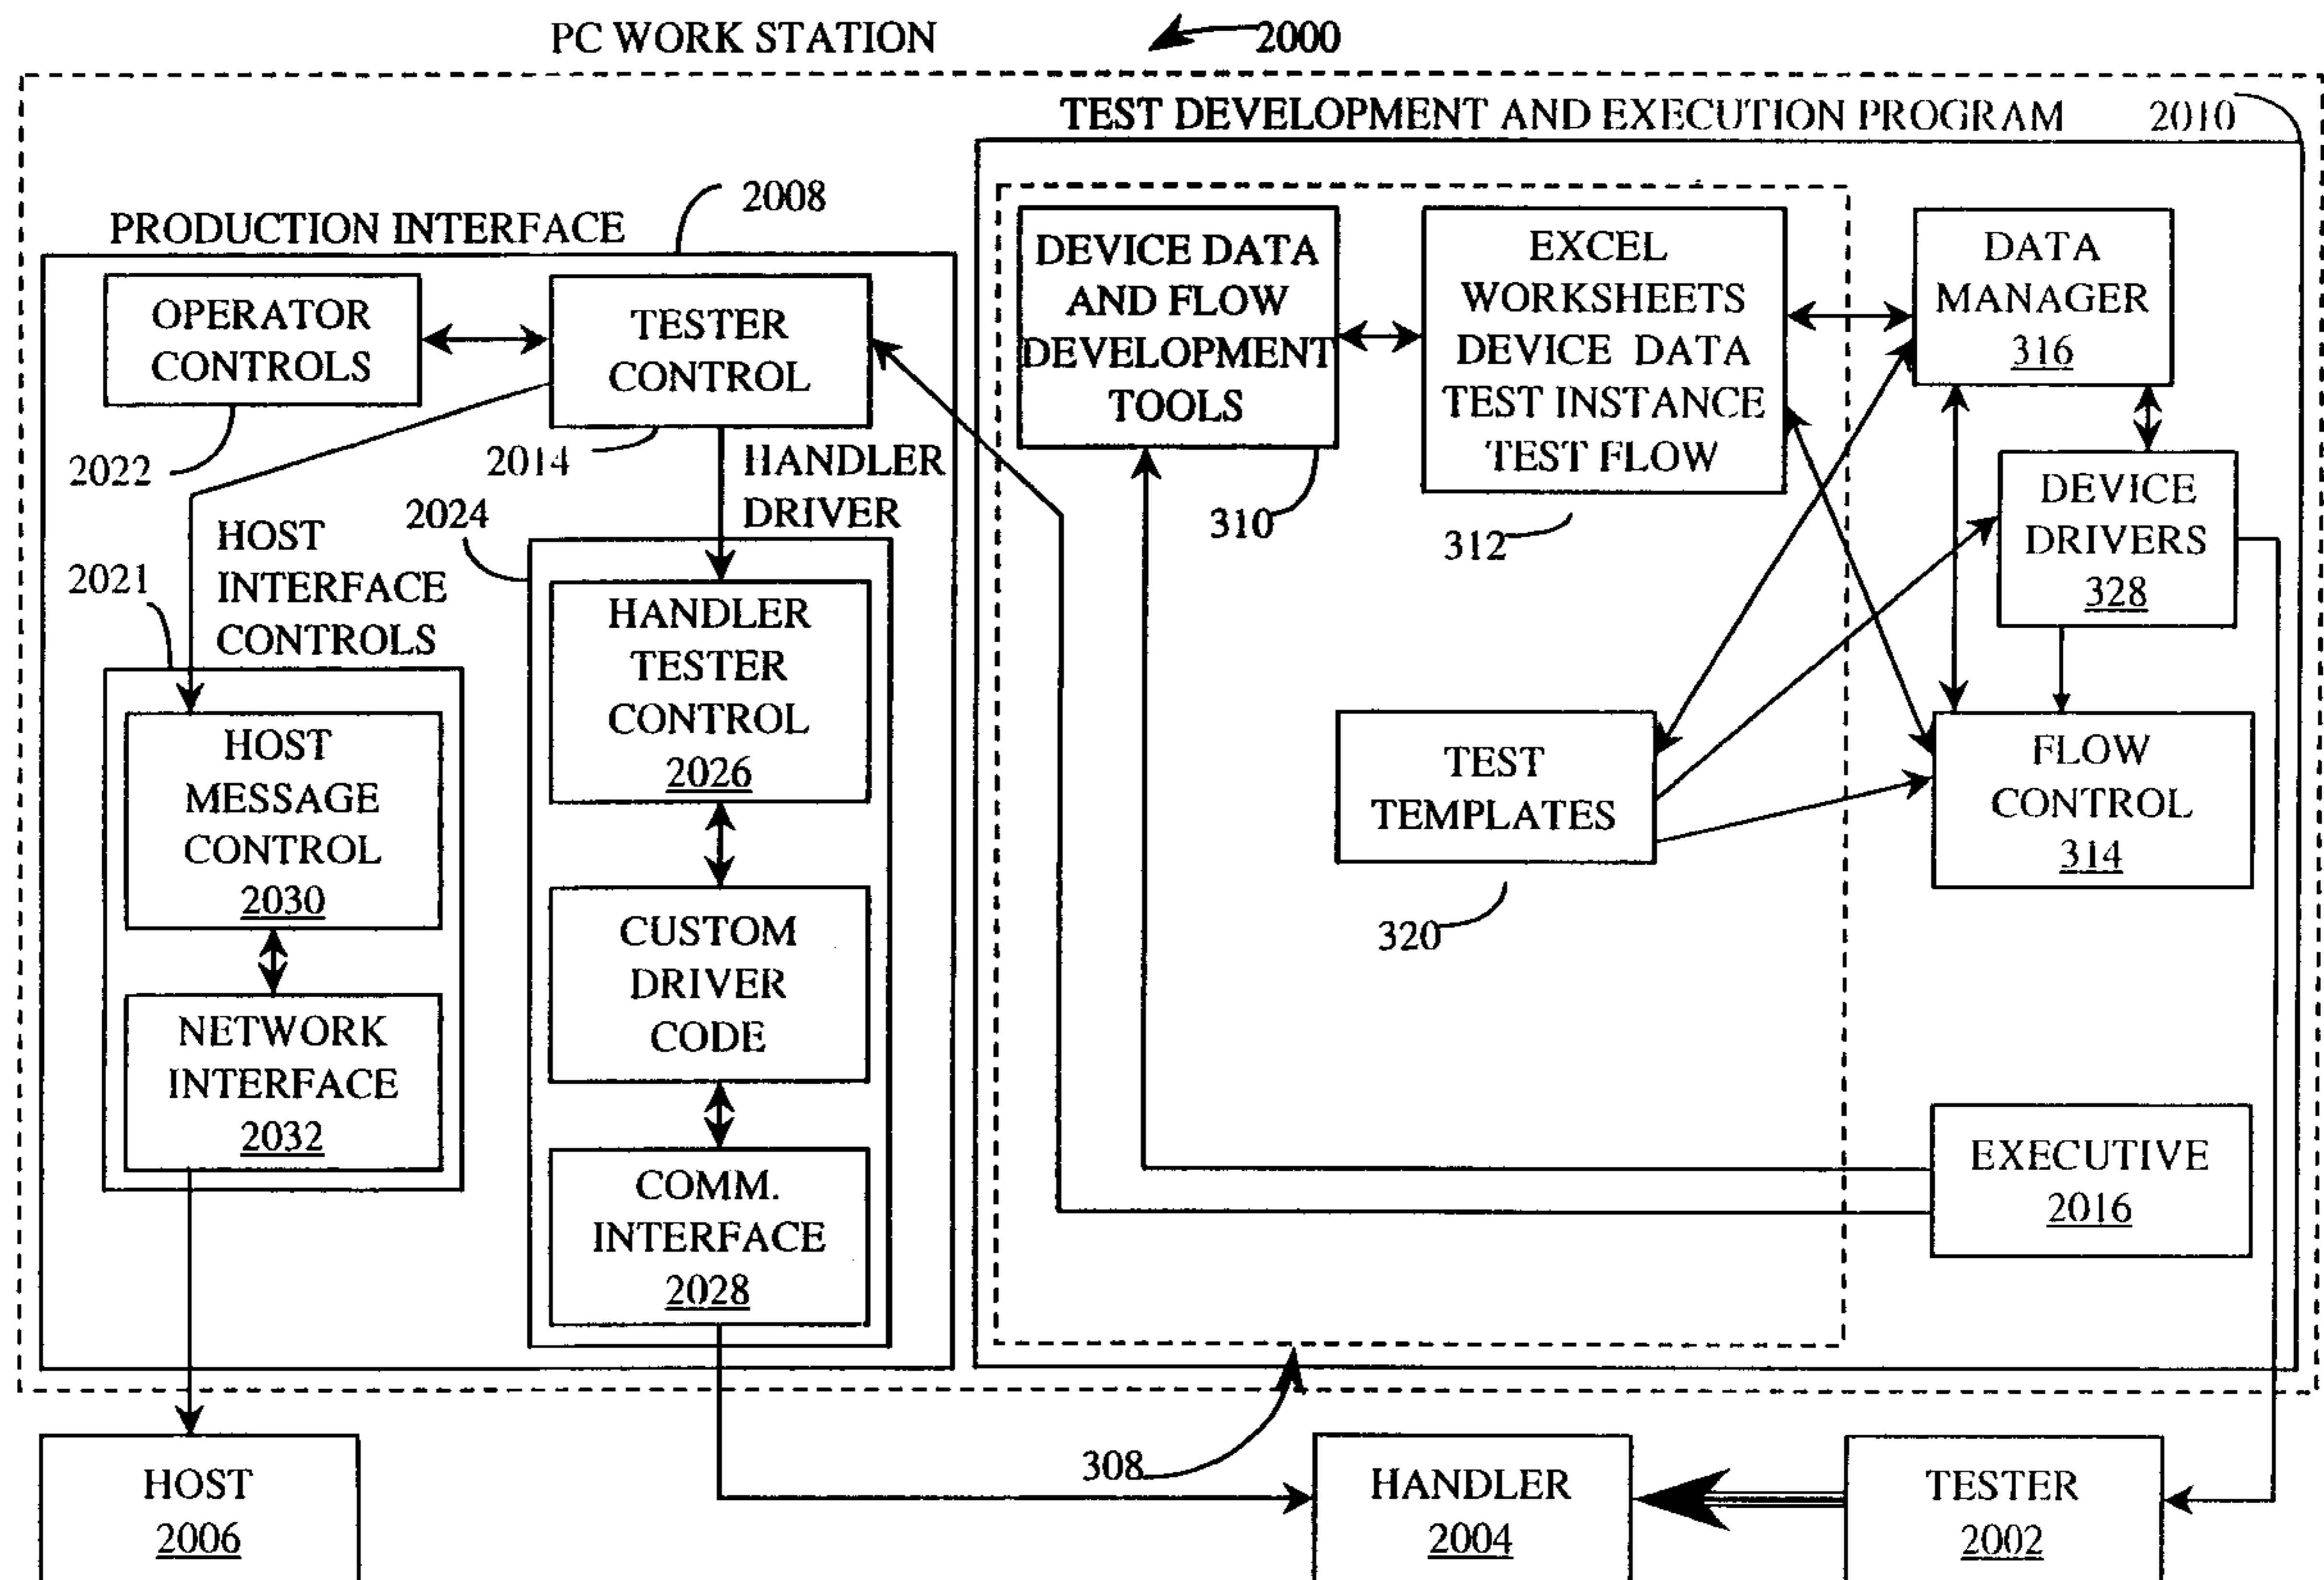 PC WORK STATION
2000
TEST DEVELOPMENT AND EXECUTION PROGRAM
2010
PRODUCTION INTERFACE
2008
OPERATOR
CONTROLS
2022
TESTER
CONTROL
2014
HANDLER
DRIVER
2024
HOST
INTERFACE
CONTROLS
2021
HOST
MESSAGE
CONTROL
2030
NETWORK
INTERFACE
2032
HANDLER
TESTER
CONTROL
2026
CUSTOM
DRIVER
CODE
COMM.
INTERFACE
2028
DEVICE DATA
AND FLOW
DEVELOPMENT
TOOLS
310
EXCEL
WORKSHEETS
DEVICE DATA
TEST INSTANCE
TEST FLOW
312
DATA
MANAGER
316
DEVICE
DRIVERS
328
TEST
TEMPLATES
320
FLOW
CONTROL
314
EXECUTIVE
2016
308
HOST
2006
HANDLER
2004
TESTER
2002